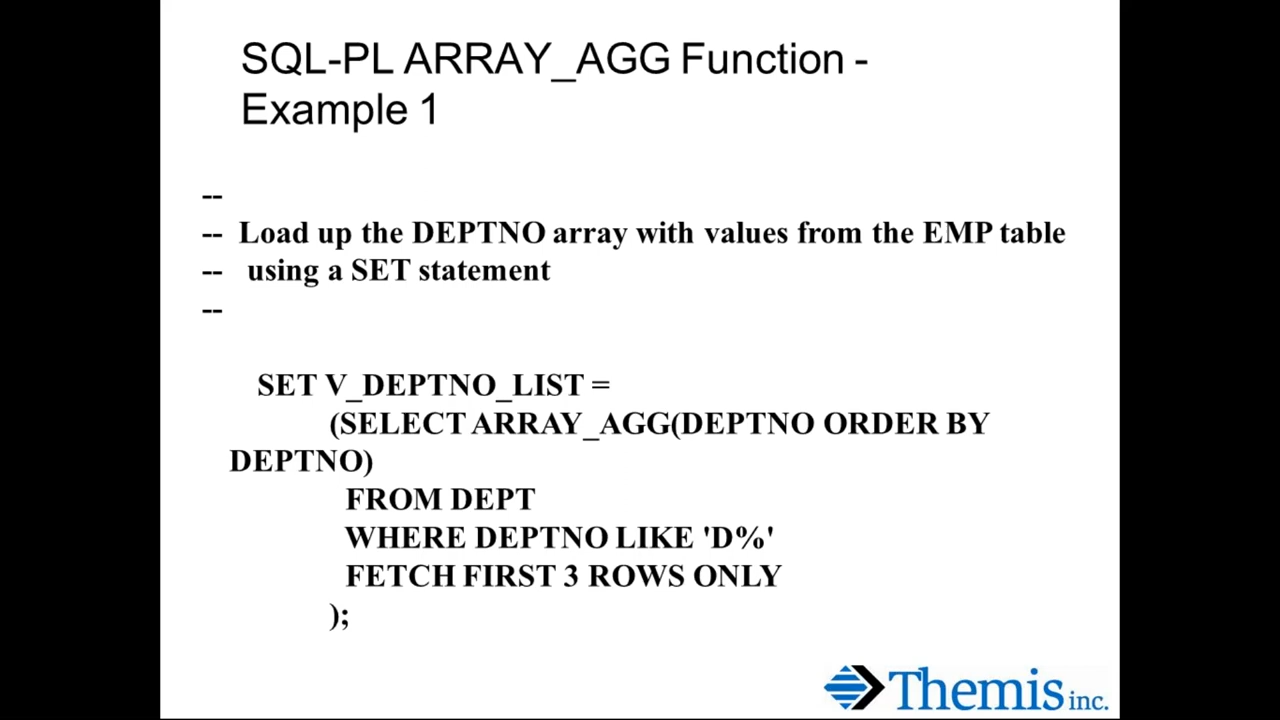 SQL-PL ARRAY_AGG Function -
Example 1
--
-- Load up the DEPTNO array with values from the EMP table
-- using a SET statement
--
SET V_DEPTNO_LIST =
(SELECT ARRAY_AGG(DEPTNO ORDER BY
DEPTNO)
FROM DEPT
WHERE DEPTNO LIKE 'D%'
FETCH FIRST 3 ROWS ONLY
);
Themis inc.